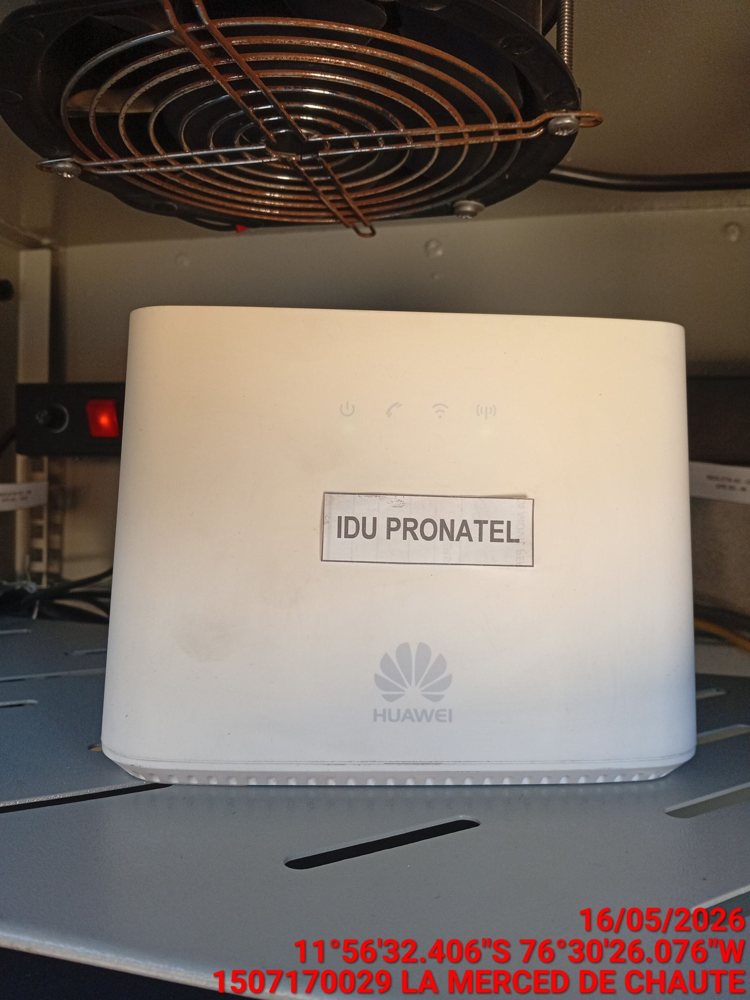 IDU PRONATEL
HUAWEI
16/05/2026
11°56'32.406"S 76°30'26.076"W
1507170029 LA MERCED DE CHAUTE